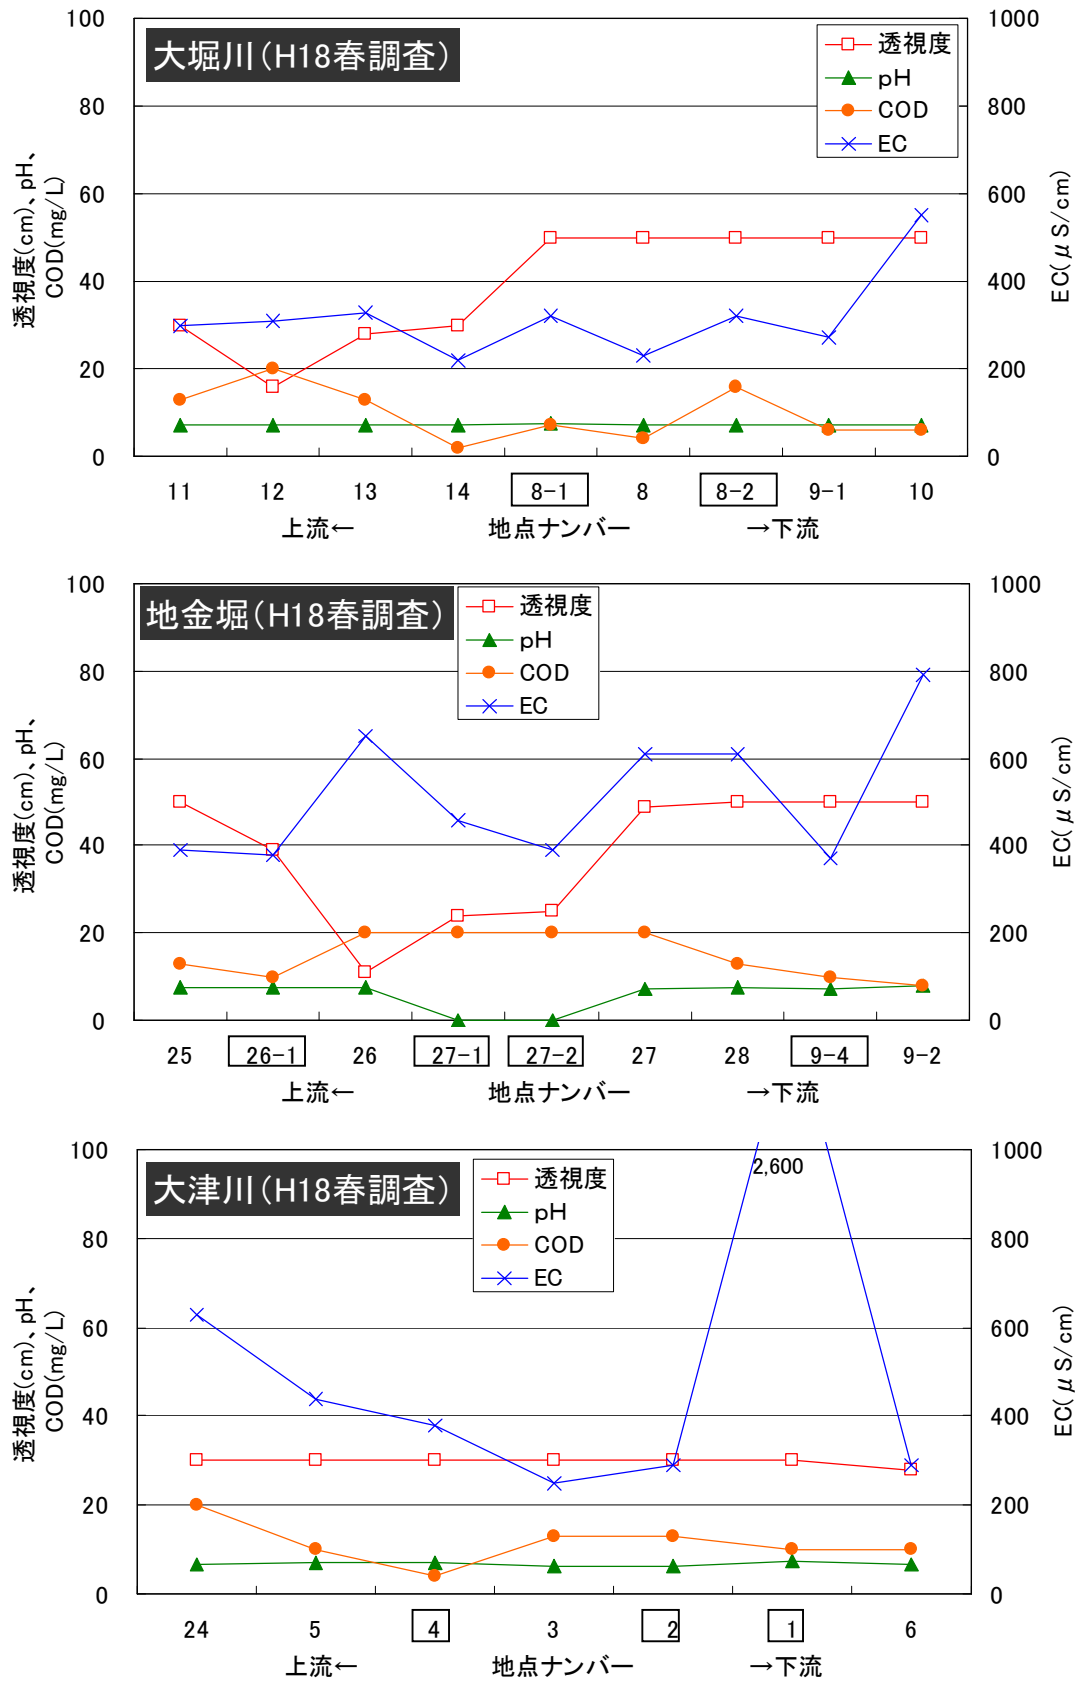 大堀川（H18春調査）
透視度
pH
COD
EC
100
80
60
40
20
0
1000
800
600
400
200
0
透視度(cm)、pH、
COD(mg/L)
EC(μS/cm)
11 12 13 14 8-1 8 8-2 9-1 10
上流← 地点ナンバー →下流
地金堀（H18春調査）
透視度
pH
COD
EC
100
80
60
40
20
0
1000
800
600
400
200
0
透視度(cm)、pH、
COD(mg/L)
EC(μS/cm)
25 26-1 26 27-1 27-2 27 28 9-4 9-2
上流← 地点ナンバー →下流
大津川（H18春調査）
透視度
pH
COD
EC
2,600
100
80
60
40
20
0
1000
800
600
400
200
0
透視度(cm)、pH、
COD(mg/L)
EC(μS/cm)
24 5 4 3 2 1 6
上流← 地点ナンバー →下流